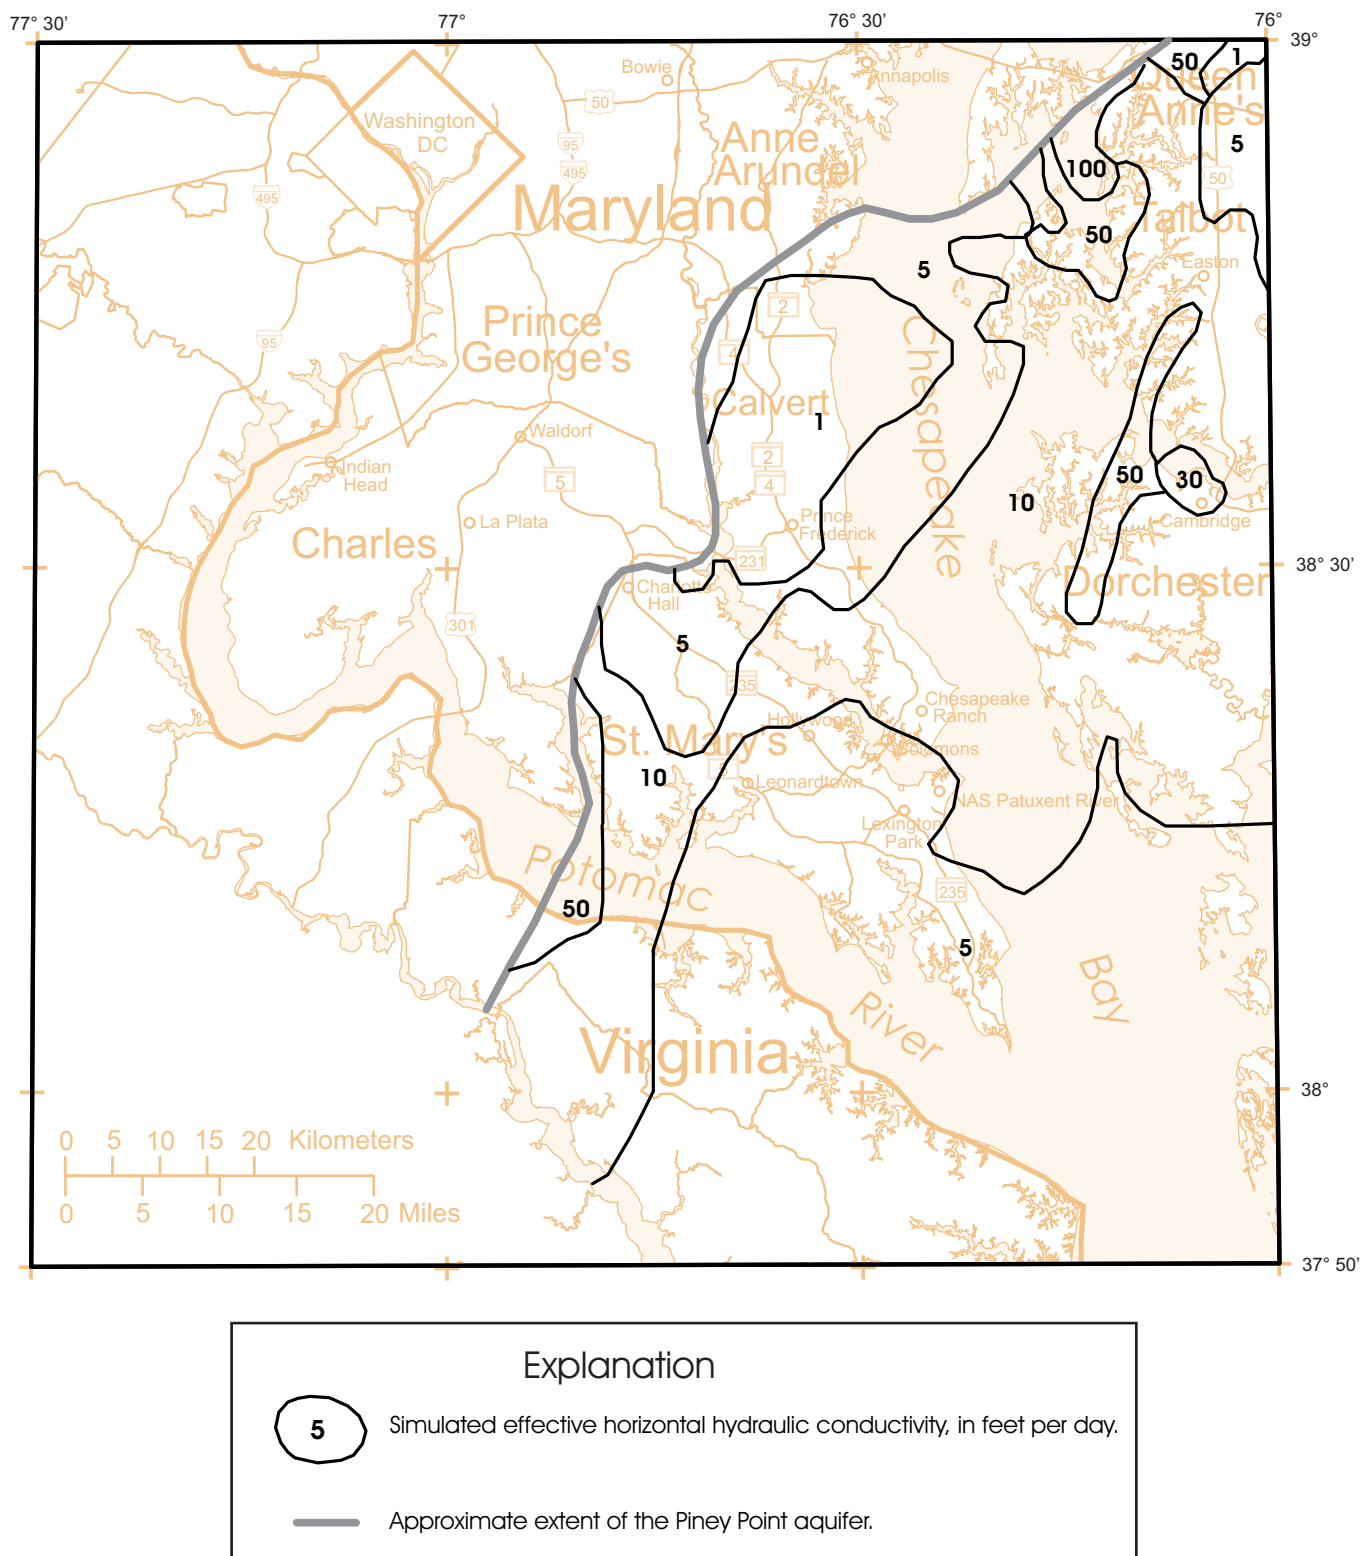 77° 30'
77°
76° 30'
76°
39°
Bowie
Annapolis
50
1
Queen
Anne's
50
Washington
DC
95
495
Anne
Arundel
5
100
495
50
Maryland
Talbot
50
5
Easton
2
Prince
George's
95
4
Chesapeake
Calvert
1
Waldorf
2
Indian
Head
5
4
50
30
10
La Plata
Prince
Frederick
Cambridge
Charles
231
38° 30'
Charlotte
Hall
Dorchester
301
5
235
Chesapeake
Ranch
Hollywood
St. Mary's
Solomons
10
5
Leonardtown
NAS Patuxent River
Lexington
Park
Potomac
235
50
5
Bay
River
Virginia
38°
0 5 10 15 20 Kilometers
0 5 10 15 20 Miles
37° 50'
Explanation
5
Simulated effective horizontal hydraulic conductivity, in feet per day.
Approximate extent of the Piney Point aquifer.